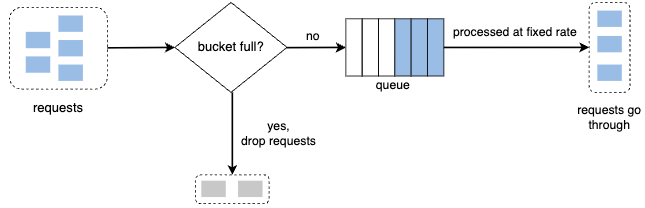 requests
bucket full?
no
yes,
drop requests
queue
processed at fixed rate
requests go
through